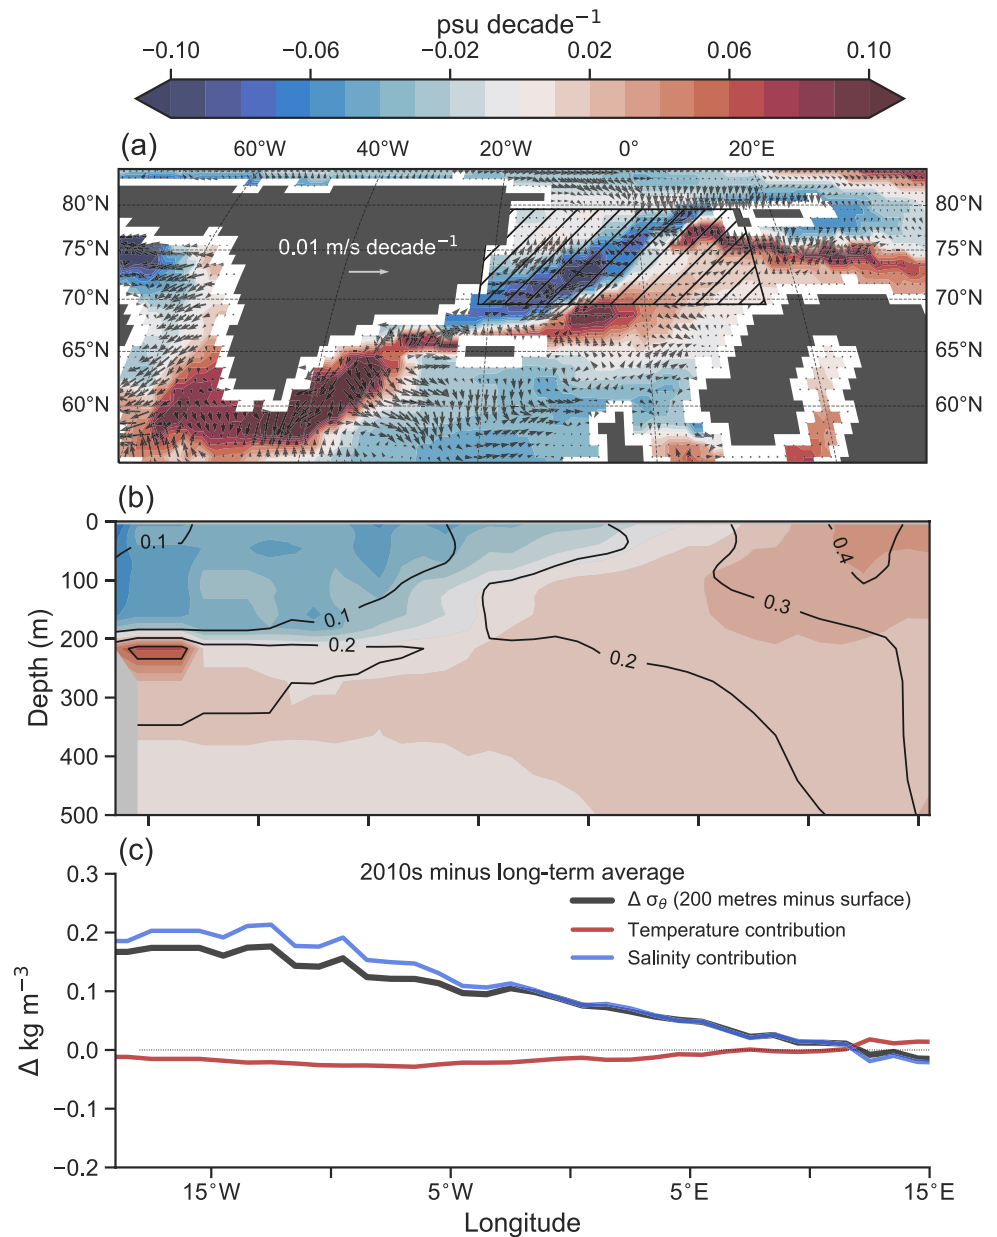 psu decade⁻¹
−0.10 −0.06 −0.02 0.02 0.06 0.10
(a)
60°W 40°W 20°W 0° 20°E
80°N 80°N
75°N 75°N
0.01 m/s decade⁻¹
70°N 70°N
65°N 65°N
60°N 60°N
(b)
0
0.1 0.4
100
0.1 0.3
200
0.2 0.2
Depth (m)
300
400
500
(c)
0.3
2010s minus long-term average
Δ σθ (200 metres minus surface)
0.2
Temperature contribution
Salinity contribution
0.1
Δ kg m⁻³
0.0
−0.1
−0.2
15°W 5°W 5°E 15°E
Longitude